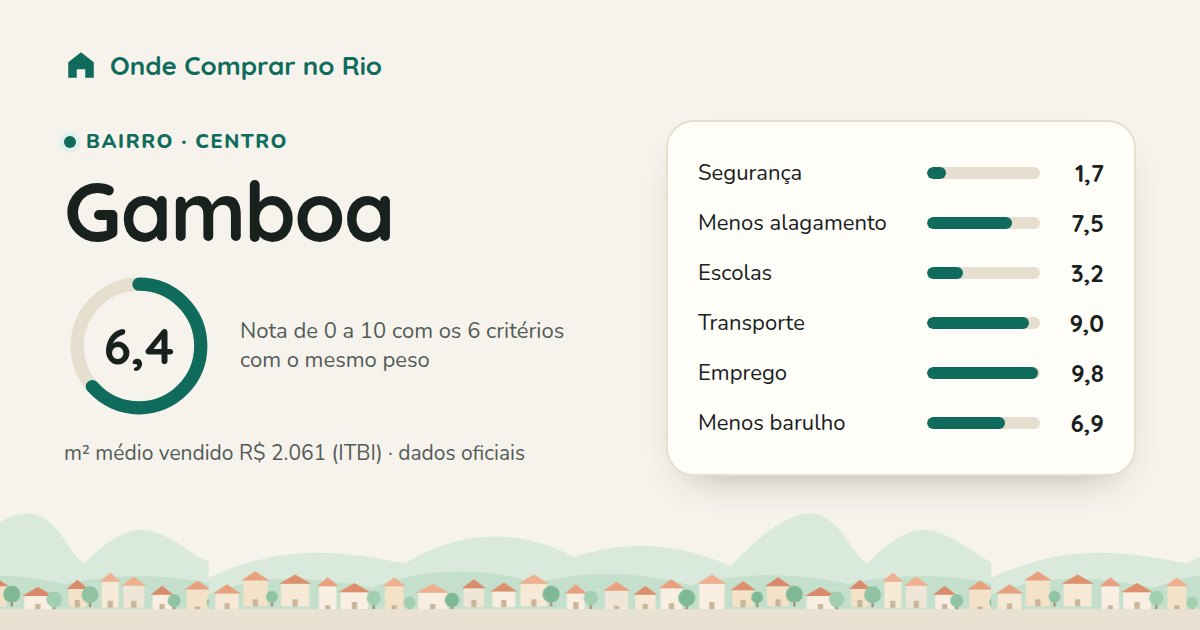 Onde Comprar no Rio
BAIRRO · CENTRO
Gamboa
6,4
Nota de 0 a 10 com os 6 critérios
com o mesmo peso
m² médio vendido R$ 2.061 (ITBI) · dados oficiais
Segurança 1,7
Menos alagamento 7,5
Escolas 3,2
Transporte 9,0
Emprego 9,8
Menos barulho 6,9